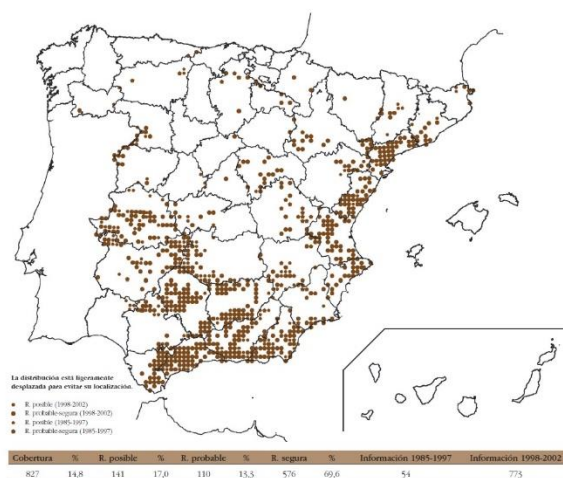 La distribución está ligeramente
desplazada para evitar su localización.
R. posible (1998-2002)
R. probable-segura (1998-2002)
R. posible (1985-1997)
R. probable-segura (1985-1997)
Cobertura % R. posible % R. probable % R. segura % Información 1985-1997 Información 1998-2002
827 14,8 141 17,0 110 13,3 576 69,6 54 773